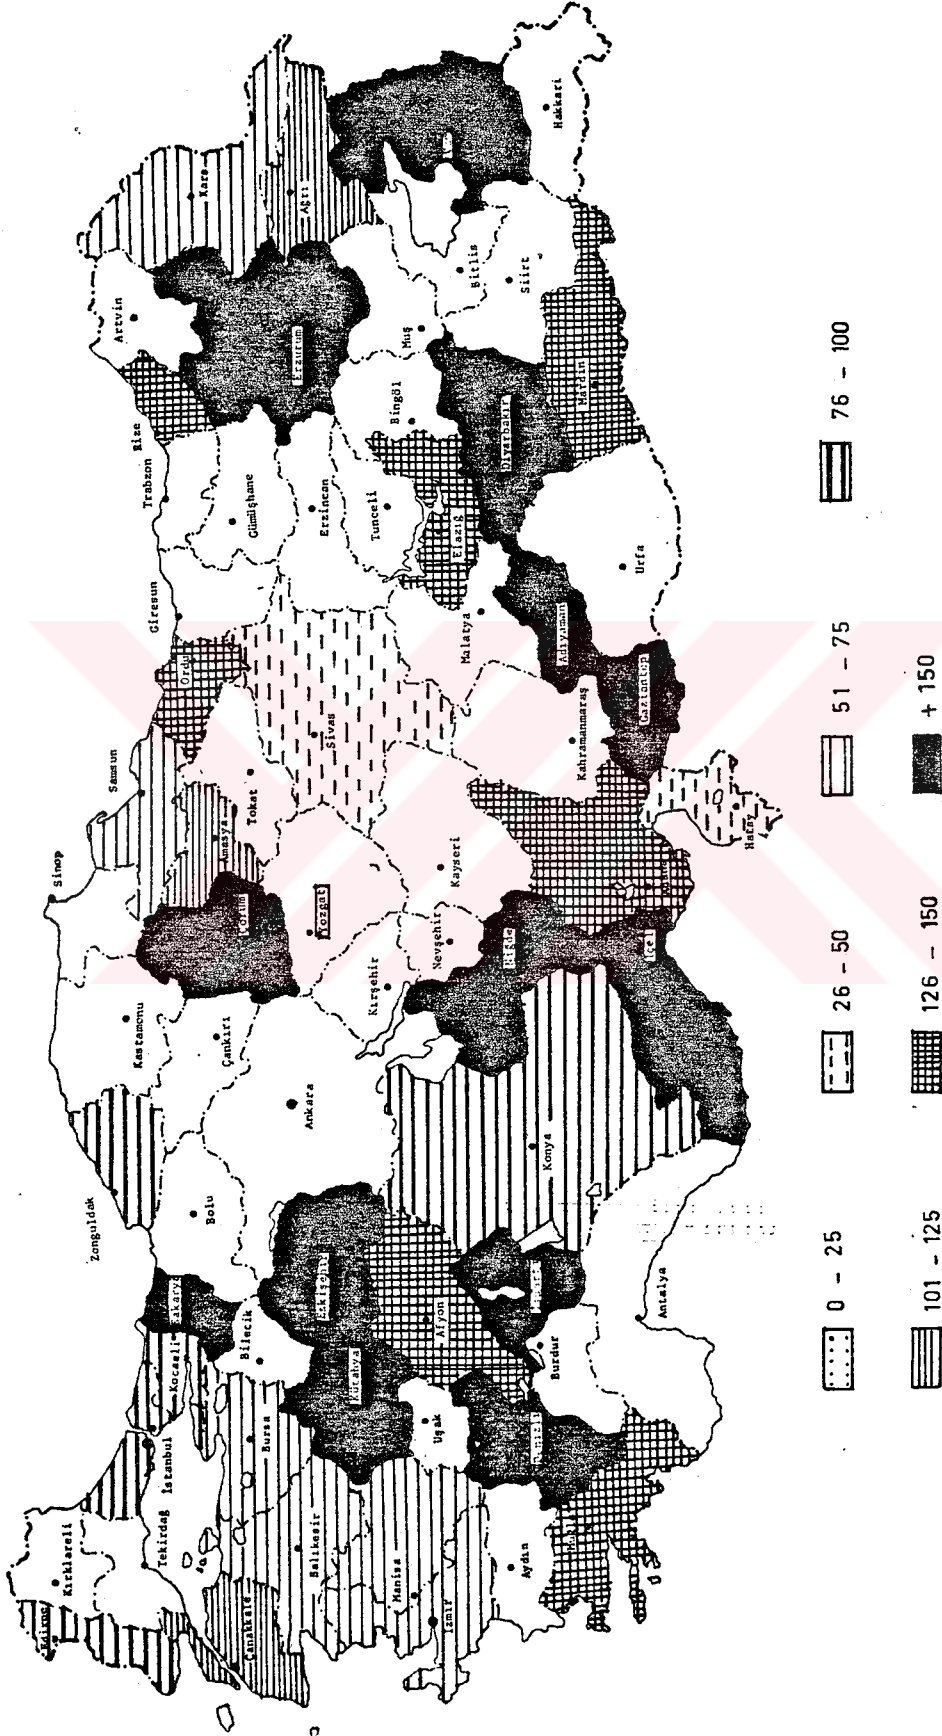 Edirne
Kırklareli
Tekirdağ
İstanbul
Kocaeli
Sakarya
Zonguldak
Bolu
Kastamonu
Çankırı
Sinop
Samsun
Çorum
Amasya
Tokat
Ordu
Giresun
Trabzon
Rize
Artvin
Gümüşhane
Kars
Ağrı
Erzurum
Erzincan
Tunceli
Bingöl
Muş
Bitlis
Siirt
Hakkari
Elazığ
Diyarbakır
Mardin
Urfa
Malatya
Adıyaman
Gaziantep
Kahramanmaraş
Hatay
Sivas
Yozgat
Kayseri
Nevşehir
Kırşehir
Niğde
İçel
Konya
Ankara
Eskişehir
Bilecik
Bursa
Kütahya
Afyon
Burdur
Antalya
Uşak
Denizli
Çanakkale
Balıkesir
Manisa
İzmir
Aydın
0 - 25
26 - 50
51 - 75
76 - 100
101 - 125
126 - 150
+ 150